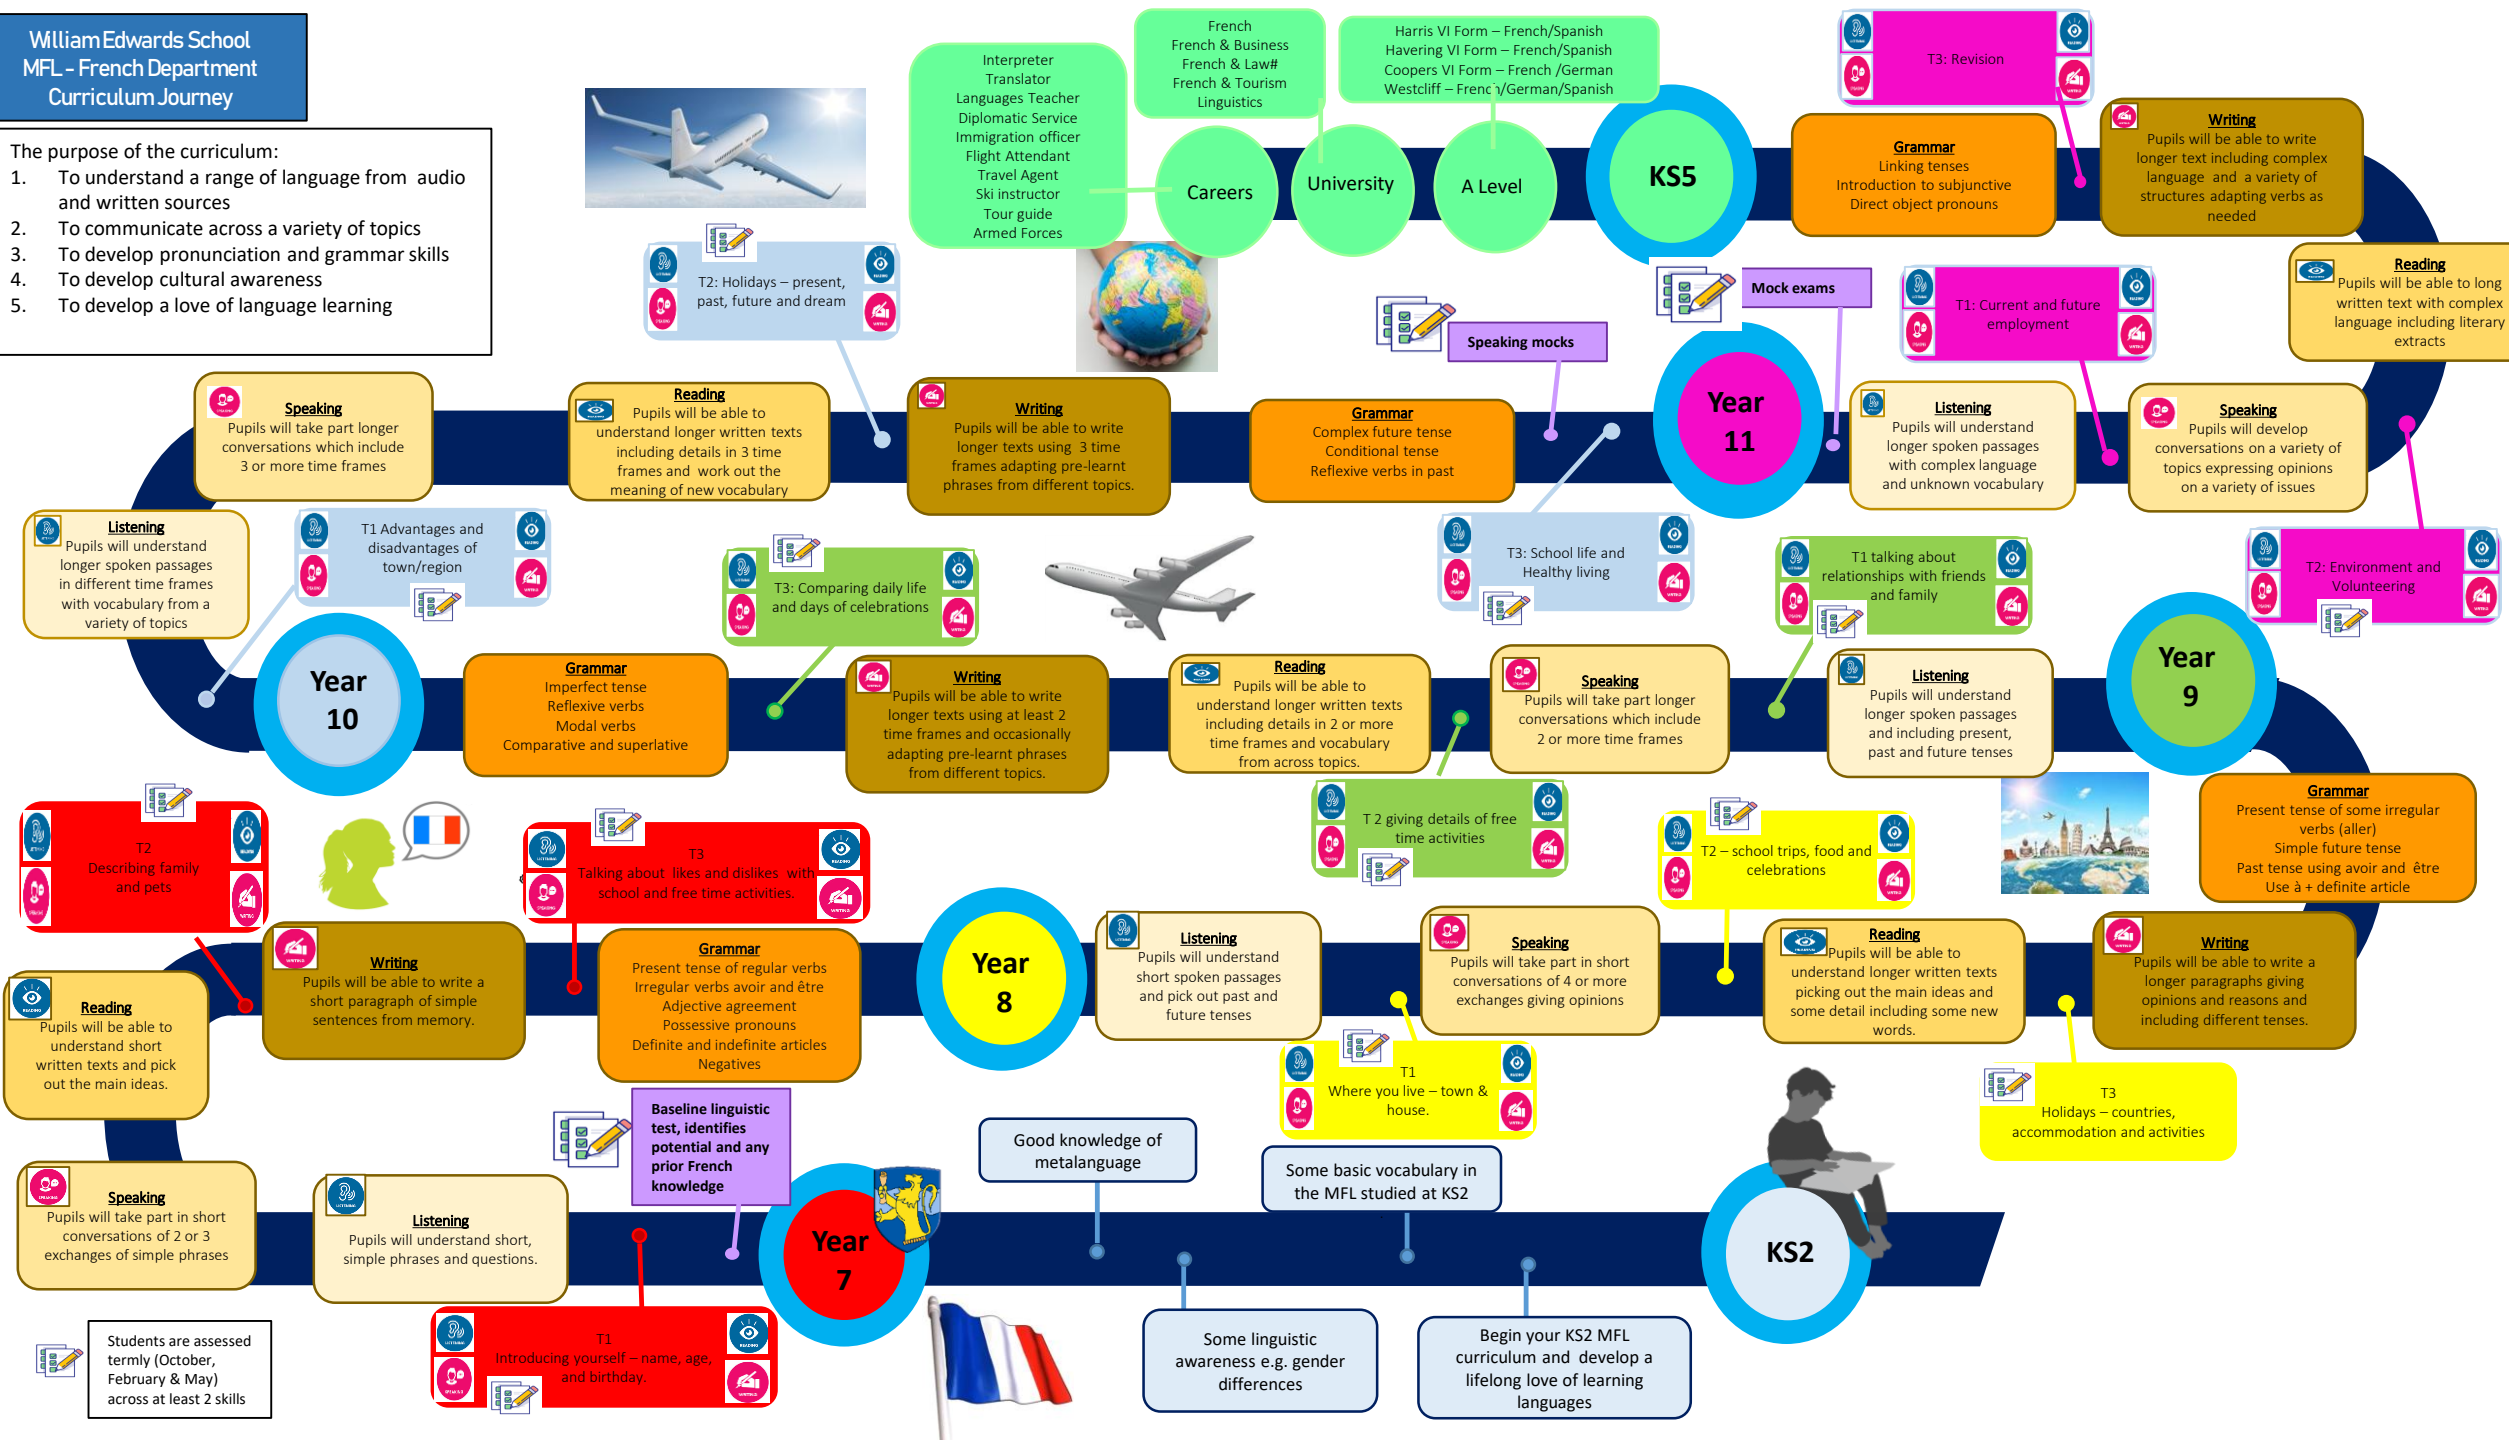 William Edwards School
MFL - French Department
Curriculum Journey
The purpose of the curriculum:
1. To understand a range of language from audio
and written sources
2. To communicate across a variety of topics
3. To develop pronunciation and grammar skills
4. To develop cultural awareness
5. To develop a love of language learning
Interpreter
Translator
Languages Teacher
Diplomatic Service
Immigration officer
Flight Attendant
Travel Agent
Ski instructor
Tour guide
Armed Forces
French
French & Business
French & Law#
French & Tourism
Linguistics
Harris VI Form – French/Spanish
Havering VI Form – French/Spanish
Coopers VI Form – French /German
Westcliff – French/German/Spanish
Careers
University
A Level
KS5
T3: Revision
Grammar
Linking tenses
Introduction to subjunctive
Direct object pronouns
Writing
Pupils will be able to write
longer text including complex
language and a variety of
structures adapting verbs as
needed
Reading
Pupils will be able to long
written text with complex
language including literary
extracts
T2: Holidays – present,
past, future and dream
Speaking mocks
Mock exams
T1: Current and future
employment
Speaking
Pupils will take part longer
conversations which include
3 or more time frames
Reading
Pupils will be able to
understand longer written texts
including details in 3 time
frames and work out the
meaning of new vocabulary
Writing
Pupils will be able to write
longer texts using 3 time
frames adapting pre-learnt
phrases from different topics.
Grammar
Complex future tense
Conditional tense
Reflexive verbs in past
Year
11
Listening
Pupils will understand
longer spoken passages
with complex language
and unknown vocabulary
Speaking
Pupils will develop
conversations on a variety of
topics expressing opinions
on a variety of issues
Listening
Pupils will understand
longer spoken passages
in different time frames
with vocabulary from a
variety of topics
T1 Advantages and
disadvantages of
town/region
T3: Comparing daily life
and days of celebrations
T3: School life and
Healthy living
T1 talking about
relationships with friends
and family
T2: Environment and
Volunteering
Year
10
Grammar
Imperfect tense
Reflexive verbs
Modal verbs
Comparative and superlative
Writing
Pupils will be able to write
longer texts using at least 2
time frames and occasionally
adapting pre-learnt phrases
from different topics.
Reading
Pupils will be able to
understand longer written texts
including details in 2 or more
time frames and vocabulary
from across topics.
Speaking
Pupils will take part longer
conversations which include
2 or more time frames
Listening
Pupils will understand
longer spoken passages
and including present,
past and future tenses
Year
9
T2
Describing family
and pets
T3
Talking about likes and dislikes with
school and free time activities.
T 2 giving details of free
time activities
T2 – school trips, food and
celebrations
Grammar
Present tense of some irregular
verbs (aller)
Simple future tense
Past tense using avoir and être
Use à + definite article
Reading
Pupils will be able to
understand short
written texts and pick
out the main ideas.
Writing
Pupils will be able to write a
short paragraph of simple
sentences from memory.
Grammar
Present tense of regular verbs
Irregular verbs avoir and être
Adjective agreement
Possessive pronouns
Definite and indefinite articles
Negatives
Year
8
Listening
Pupils will understand
short spoken passages
and pick out past and
future tenses
Speaking
Pupils will take part in short
conversations of 4 or more
exchanges giving opinions
Reading
Pupils will be able to
understand longer written texts
picking out the main ideas and
some detail including some new
words.
Writing
Pupils will be able to write a
longer paragraphs giving
opinions and reasons and
including different tenses.
T1
Where you live – town &
house.
T3
Holidays – countries,
accommodation and activities
Baseline linguistic
test, identifies
potential and any
prior French
knowledge
Good knowledge of
metalanguage
Some basic vocabulary in
the MFL studied at KS2
Speaking
Pupils will take part in short
conversations of 2 or 3
exchanges of simple phrases
Listening
Pupils will understand short,
simple phrases and questions.
Year
7
KS2
T1
Introducing yourself – name, age,
and birthday.
Some linguistic
awareness e.g. gender
differences
Begin your KS2 MFL
curriculum and develop a
lifelong love of learning
languages
Students are assessed
termly (October,
February & May)
across at least 2 skills